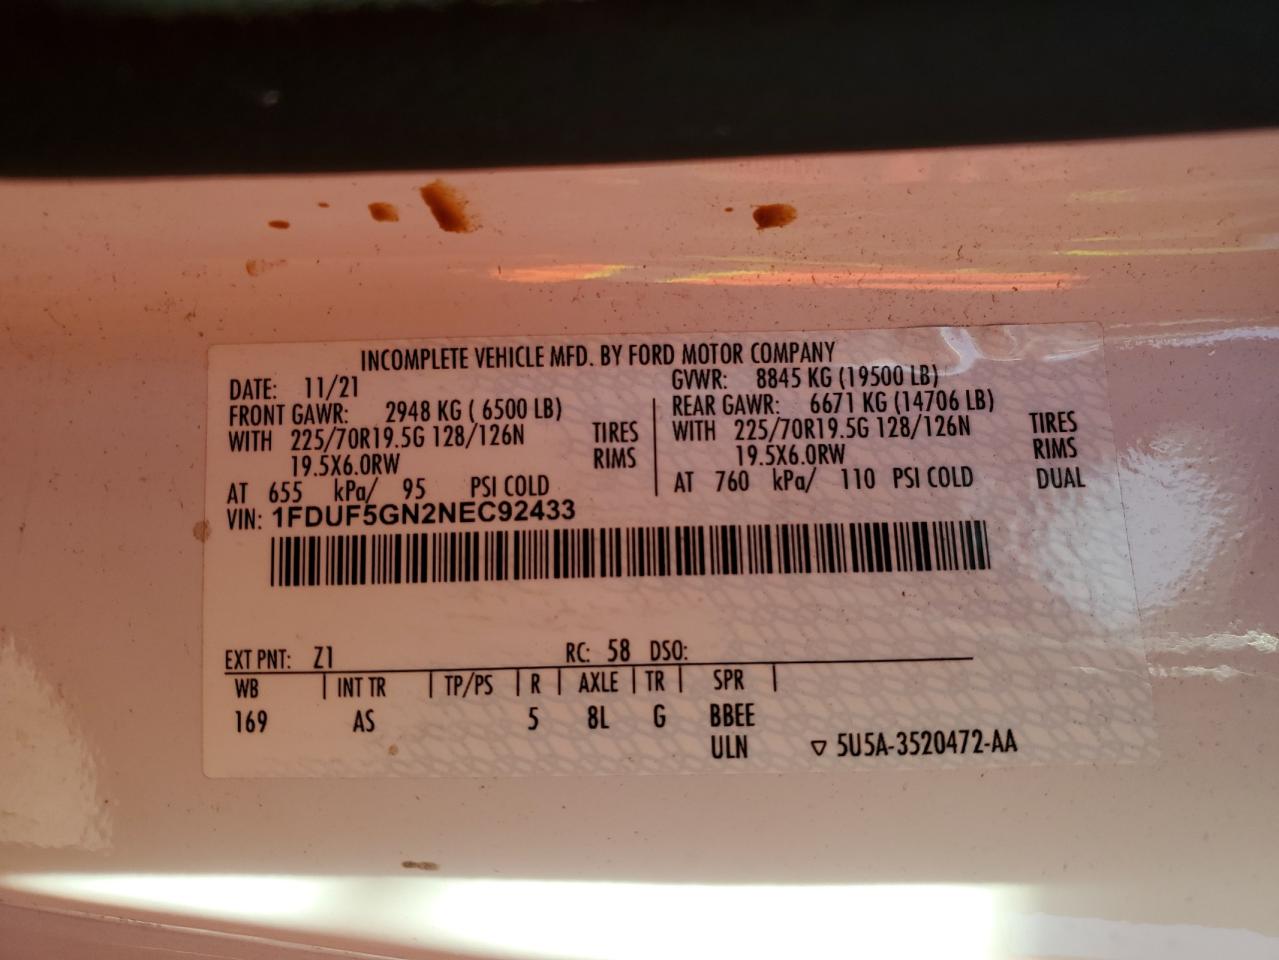 INCOMPLETE VEHICLE MFD. BY FORD MOTOR COMPANY
DATE: 11/21 GVWR: 8845 KG (19500 LB)
FRONT GAWR: 2948 KG ( 6500 LB) REAR GAWR: 6671 KG (14706 LB)
WITH 225/70R19.5G 128/126N TIRES WITH 225/70R19.5G 128/126N TIRES
19.5X6.0RW RIMS 19.5X6.0RW RIMS
AT 655 kPa/ 95 PSI COLD AT 760 kPa/ 110 PSI COLD DUAL
VIN: 1FDUF5GN2NEC92433
EXT PNT: Z1 RC: 58 DSO:
WB INT TR TP/PS R AXLE TR SPR
169 AS 5 8L G BBEE
ULN ▽ 5U5A-3520472-AA